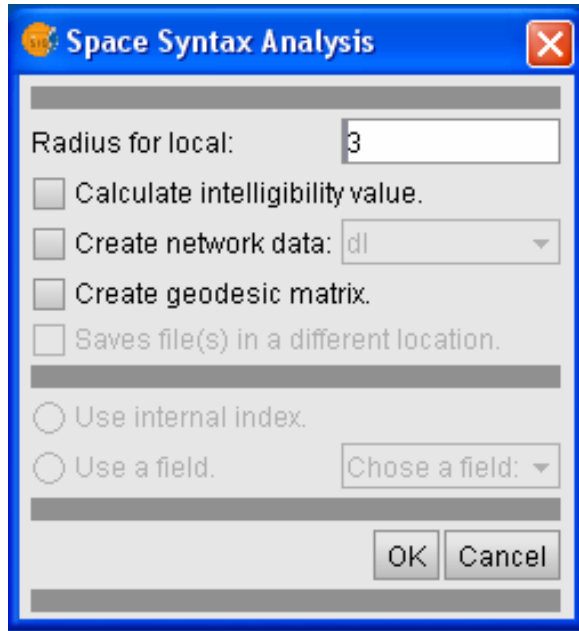 Space Syntax Analysis
Radius for local: 3
Calculate intelligibility value.
Create network data: dl
Create geodesic matrix.
Saves file(s) in a different location.
Use internal index.
Use a field. Chose a field:
OK Cancel